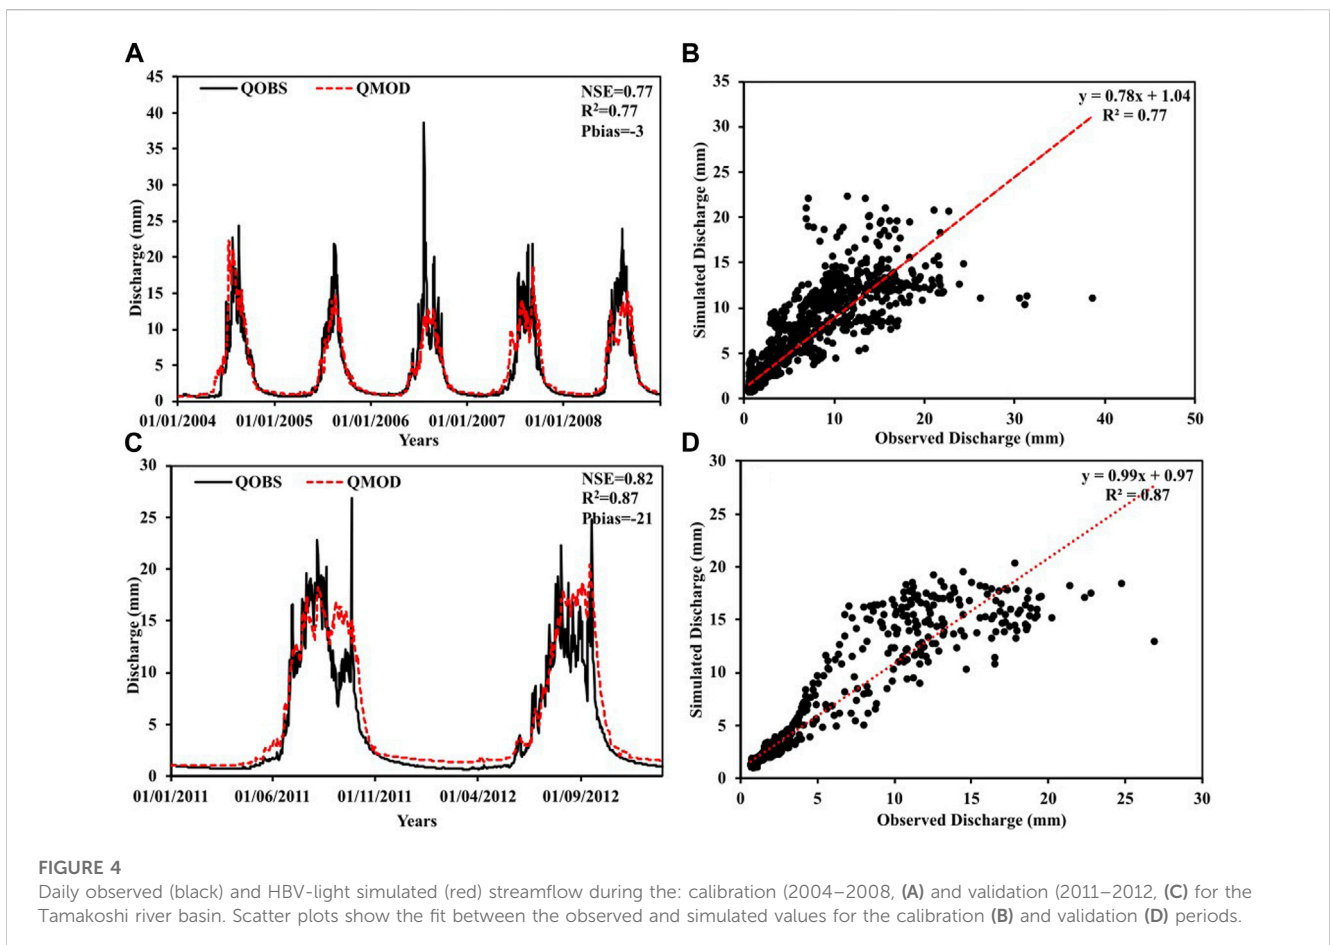 A
QOBS
QMOD
NSE=0.77
R²=0.77
Pbias=-3
45
40
35
30
25
20
15
10
5
0
Discharge (mm)
01/01/2004
01/01/2005
01/01/2006
01/01/2007
01/01/2008
Years
B
y = 0.78x + 1.04
R² = 0.77
35
30
25
20
15
10
5
0
Simulated Discharge (mm)
0
10
20
30
40
50
Observed Discharge (mm)
C
QOBS
QMOD
NSE=0.82
R²=0.87
Pbias=-21
30
25
20
15
10
5
0
Discharge (mm)
01/01/2011
01/06/2011
01/11/2011
01/04/2012
01/09/2012
Years
D
y = 0.99x + 0.97
R² = 0.87
30
25
20
15
10
5
0
Simulated Discharge (mm)
0
5
10
15
20
25
30
Observed Discharge (mm)
FIGURE 4
Daily observed (black) and HBV-light simulated (red) streamflow during the: calibration (2004–2008, (A) and validation (2011–2012, (C) for the
Tamakoshi river basin. Scatter plots show the fit between the observed and simulated values for the calibration (B) and validation (D) periods.